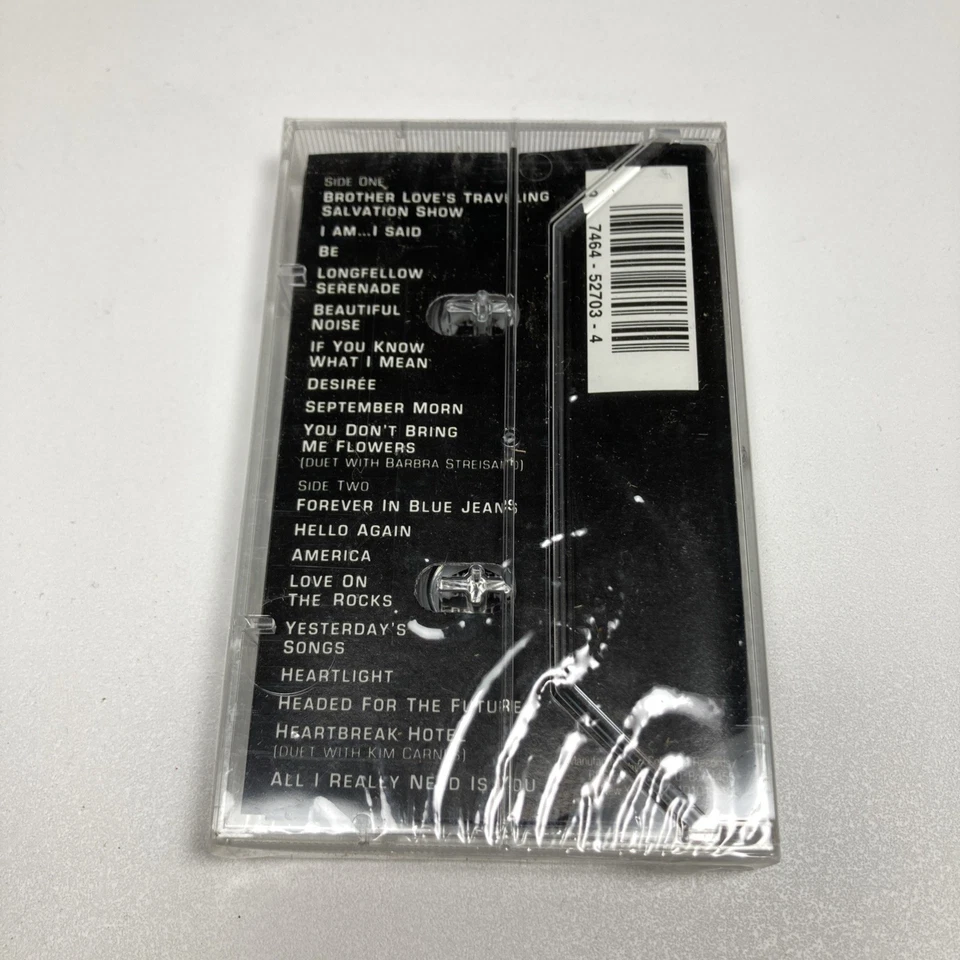 SIDE ONE
BROTHER LOVE'S TRAVELING
SALVATION SHOW
I AM...I SAID
BE
LONGFELLOW
SERENADE
BEAUTIFUL
NOISE
IF YOU KNOW
WHAT I MEAN
DESIRÉE
SEPTEMBER MORN
YOU DON'T BRING
ME FLOWERS
(DUET WITH BARBRA STREISAND)
SIDE TWO
FOREVER IN BLUE JEANS
HELLO AGAIN
AMERICA
LOVE ON
THE ROCKS
YESTERDAY'S
SONGS
HEARTLIGHT
HEADED FOR THE FUTURE
HEARTBREAK HOTEL
(DUET WITH KIM CARNES)
ALL I REALLY NEED IS YOU
7464-52703-4